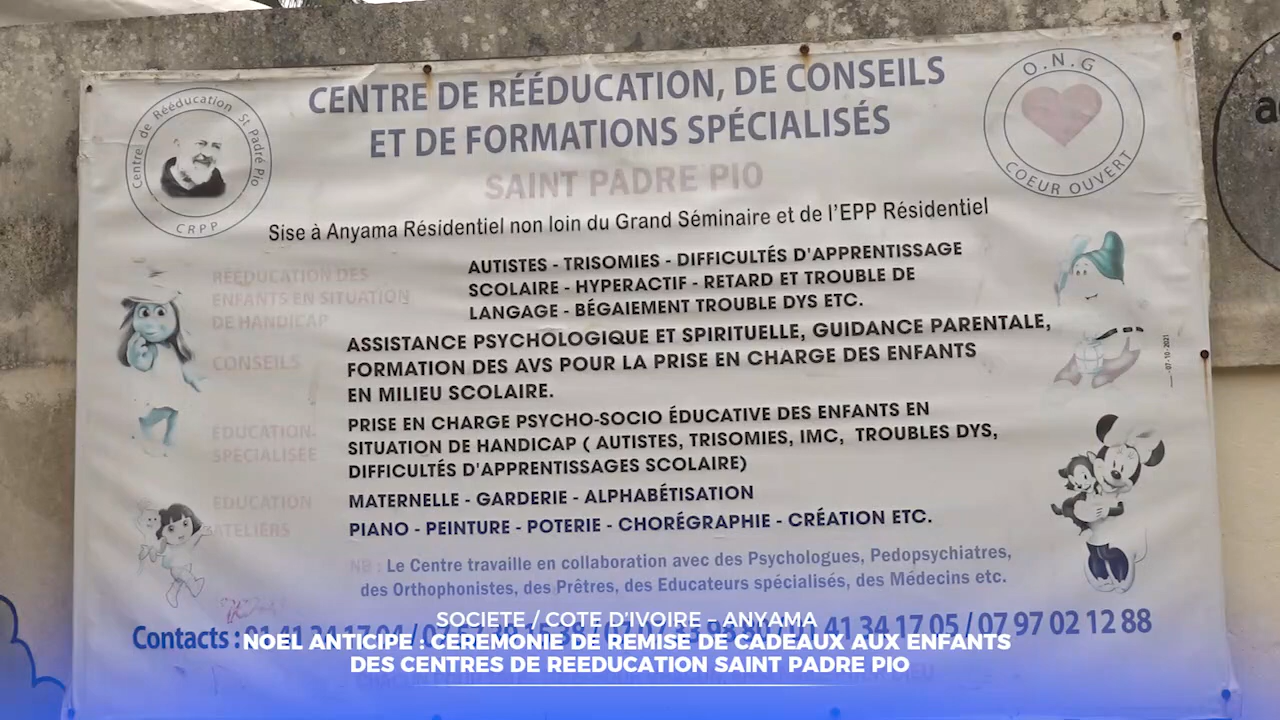 CENTRE DE RÉÉDUCATION, DE CONSEILS
ET DE FORMATIONS SPÉCIALISÉS
SAINT PADRE PIO
Centre de Rééducation St Padré Pio
CRPP
O.N.G
COEUR OUVERT
Sise à Anyama Résidentiel non loin du Grand Séminaire et de l'EPP Résidentiel
RÉÉDUCATION DES
ENFANTS EN SITUATION
DE HANDICAP
AUTISTES - TRISOMIES - DIFFICULTÉS D'APPRENTISSAGE
SCOLAIRE - HYPERACTIF - RETARD ET TROUBLE DE
LANGAGE - BÉGAIEMENT TROUBLE DYS ETC.
CONSEILS
ASSISTANCE PSYCHOLOGIQUE ET SPIRITUELLE, GUIDANCE PARENTALE,
FORMATION DES AVS POUR LA PRISE EN CHARGE DES ENFANTS
EN MILIEU SCOLAIRE.
ÉDUCATION
SPÉCIALISÉE
PRISE EN CHARGE PSYCHO-SOCIO ÉDUCATIVE DES ENFANTS EN
SITUATION DE HANDICAP ( AUTISTES, TRISOMIES, IMC, TROUBLES DYS,
DIFFICULTÉS D'APPRENTISSAGES SCOLAIRE)
EDUCATION
MATERNELLE - GARDERIE - ALPHABÉTISATION
ATELIERS
PIANO - PEINTURE - POTERIE - CHORÉGRAPHIE - CRÉATION ETC.
NB : Le Centre travaille en collaboration avec des Psychologues, Pedopsychiatres,
des Orthophonistes, des Prêtres, des Educateurs spécialisés, des Médecins etc.
07-10-2021
Contacts : 41 34 17 05 / 07 97 02 12 88
SOCIETE / COTE D'IVOIRE – ANYAMA
NOEL ANTICIPE : CEREMONIE DE REMISE DE CADEAUX AUX ENFANTS
DES CENTRES DE REEDUCATION SAINT PADRE PIO